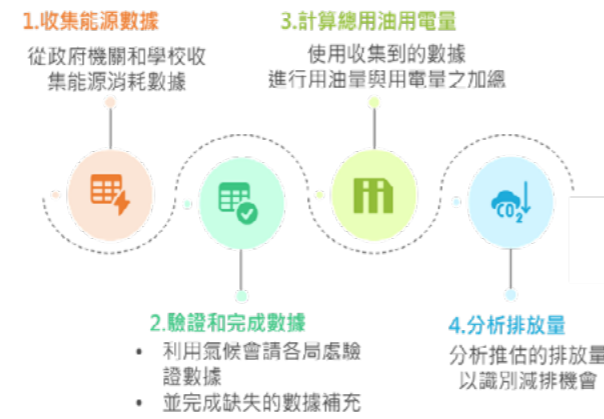 1.收集能源數據
從政府機關和學校收
集能源消耗數據
3.計算總用油用電量
使用收集到的數據
進行用油量與用電量之加總
CO2
2.驗證和完成數據
• 利用氣候會請各局處驗
證數據
• 並完成缺失的數據補充
4.分析排放量
分析推估的排放量
以識別減排機會